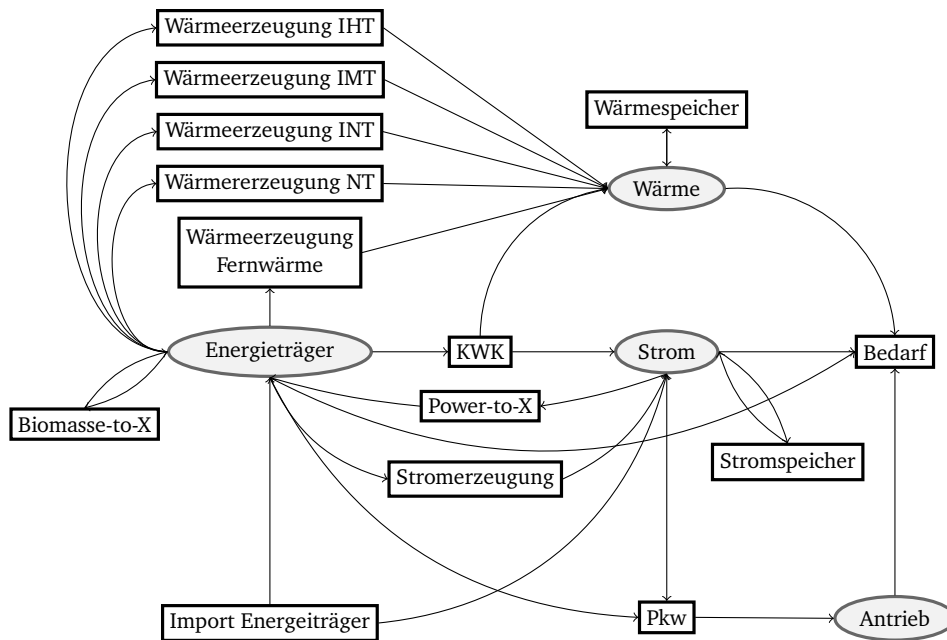 Wärmeerzeugung IHT
Wärmeerzeugung IMT
Wärmeerzeugung INT
Wärmererzeugung NT
Wärmeerzeugung
Fernwärme
Wärmespeicher
Wärme
Energieträger
KWK
Strom
Bedarf
Biomasse-to-X
Power-to-X
Stromerzeugung
Stromspeicher
Import Energeiträger
Pkw
Antrieb